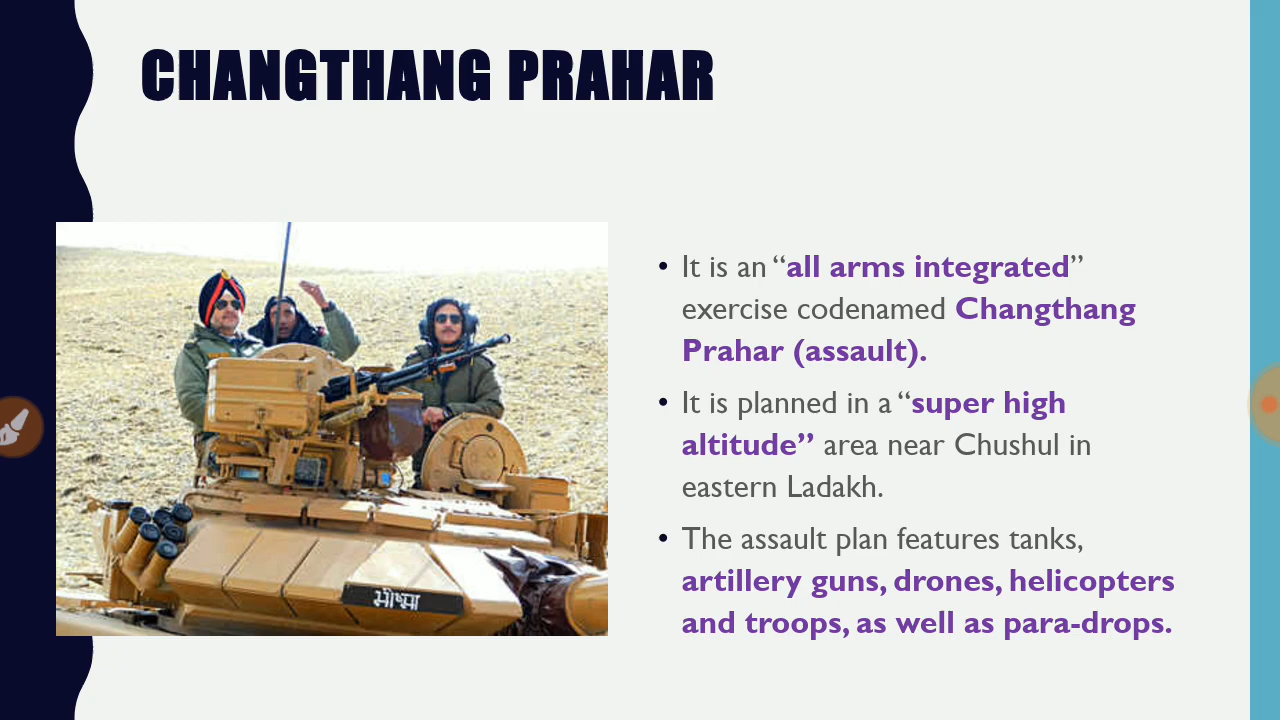 CHANGTHANG PRAHAR
• It is an “all arms integrated”
exercise codenamed Changthang
Prahar (assault).
• It is planned in a “super high
altitude” area near Chushul in
eastern Ladakh.
• The assault plan features tanks,
artillery guns, drones, helicopters
and troops, as well as para-drops.
भीष्म